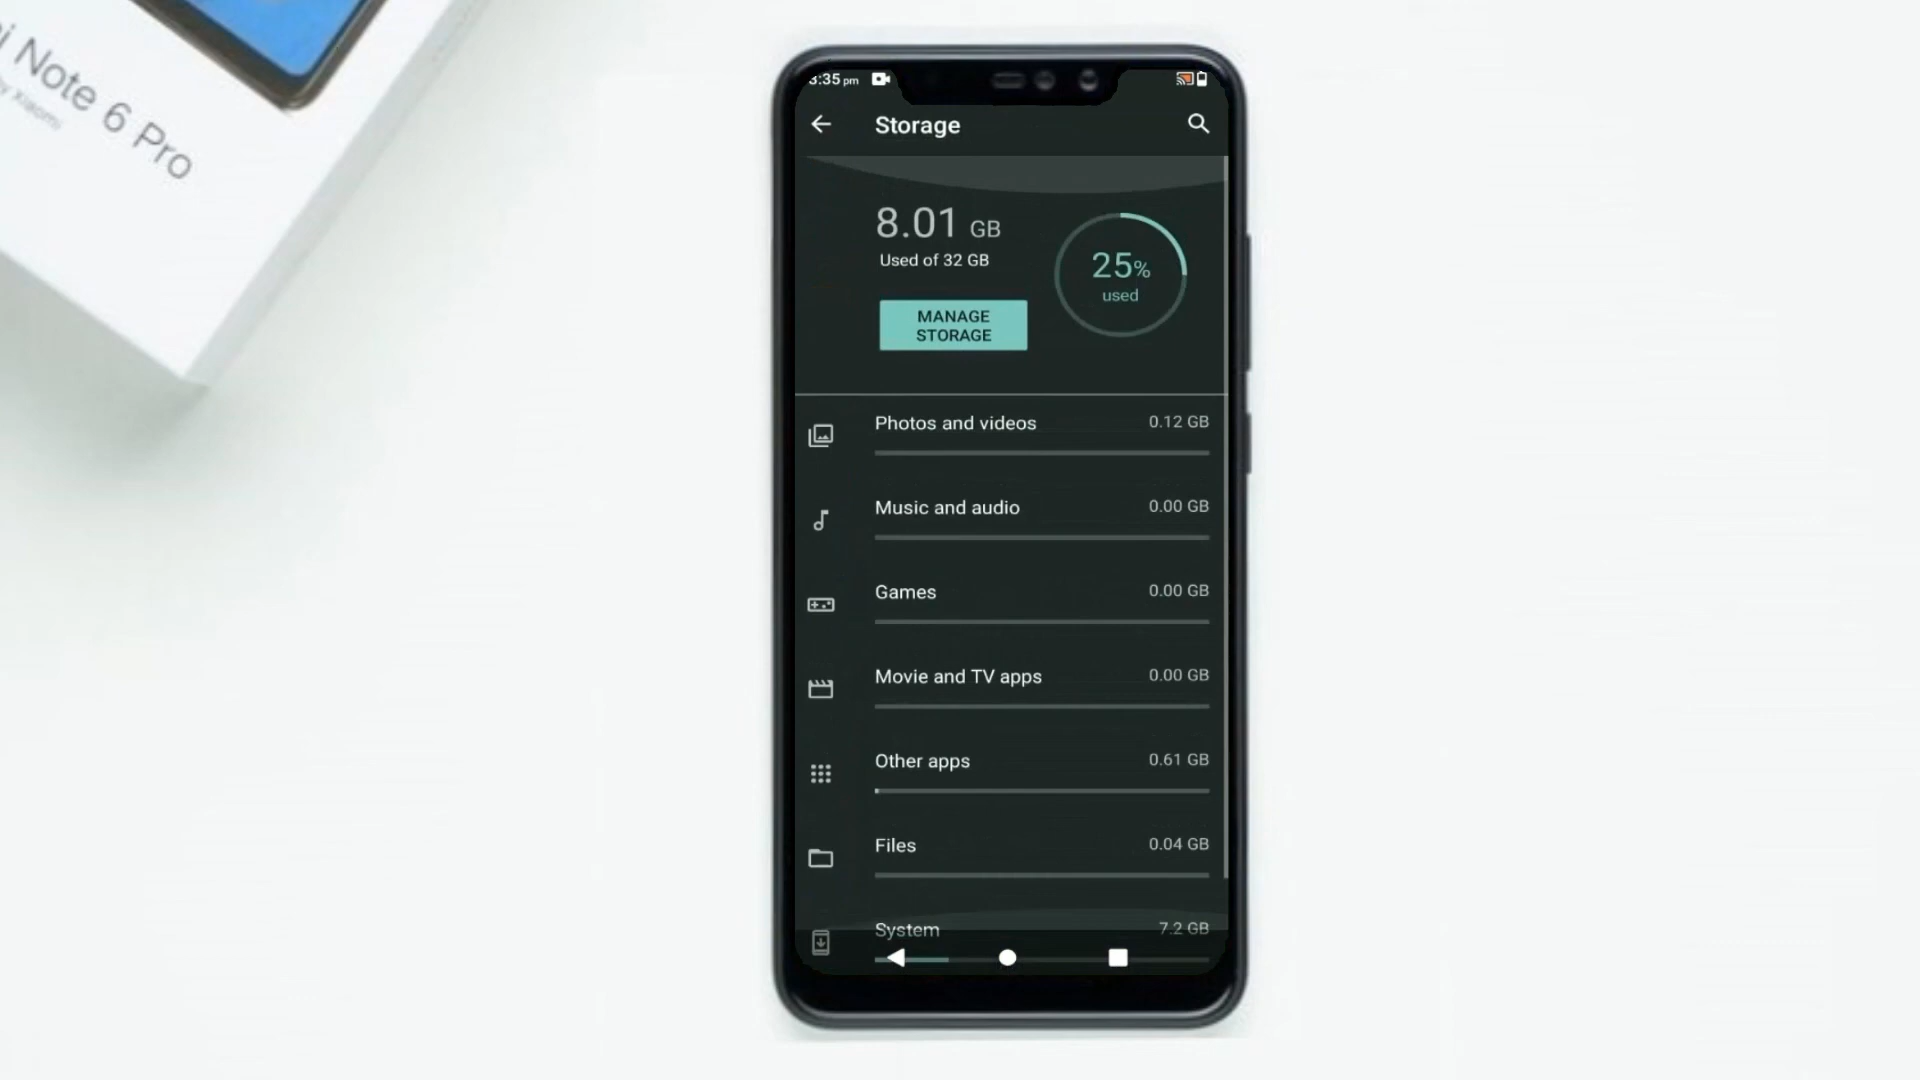 i Note 6 Pro
by Xiaomi
3:35 pm
Storage
8.01 GB
Used of 32 GB
25%
used
MANAGE
STORAGE
Photos and videos 0.12 GB
Music and audio 0.00 GB
Games 0.00 GB
Movie and TV apps 0.00 GB
Other apps 0.61 GB
Files 0.04 GB
System 7.2 GB